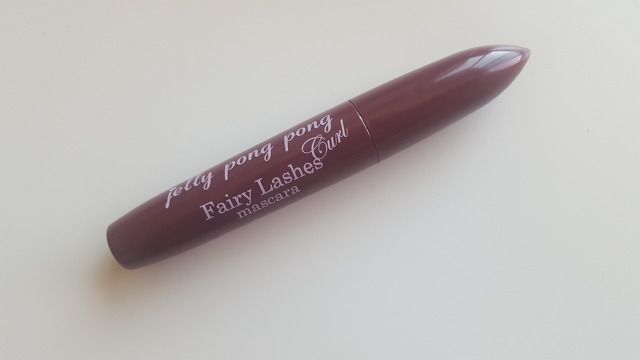 jelly pong pong
Fairy Lashes Curl
mascara